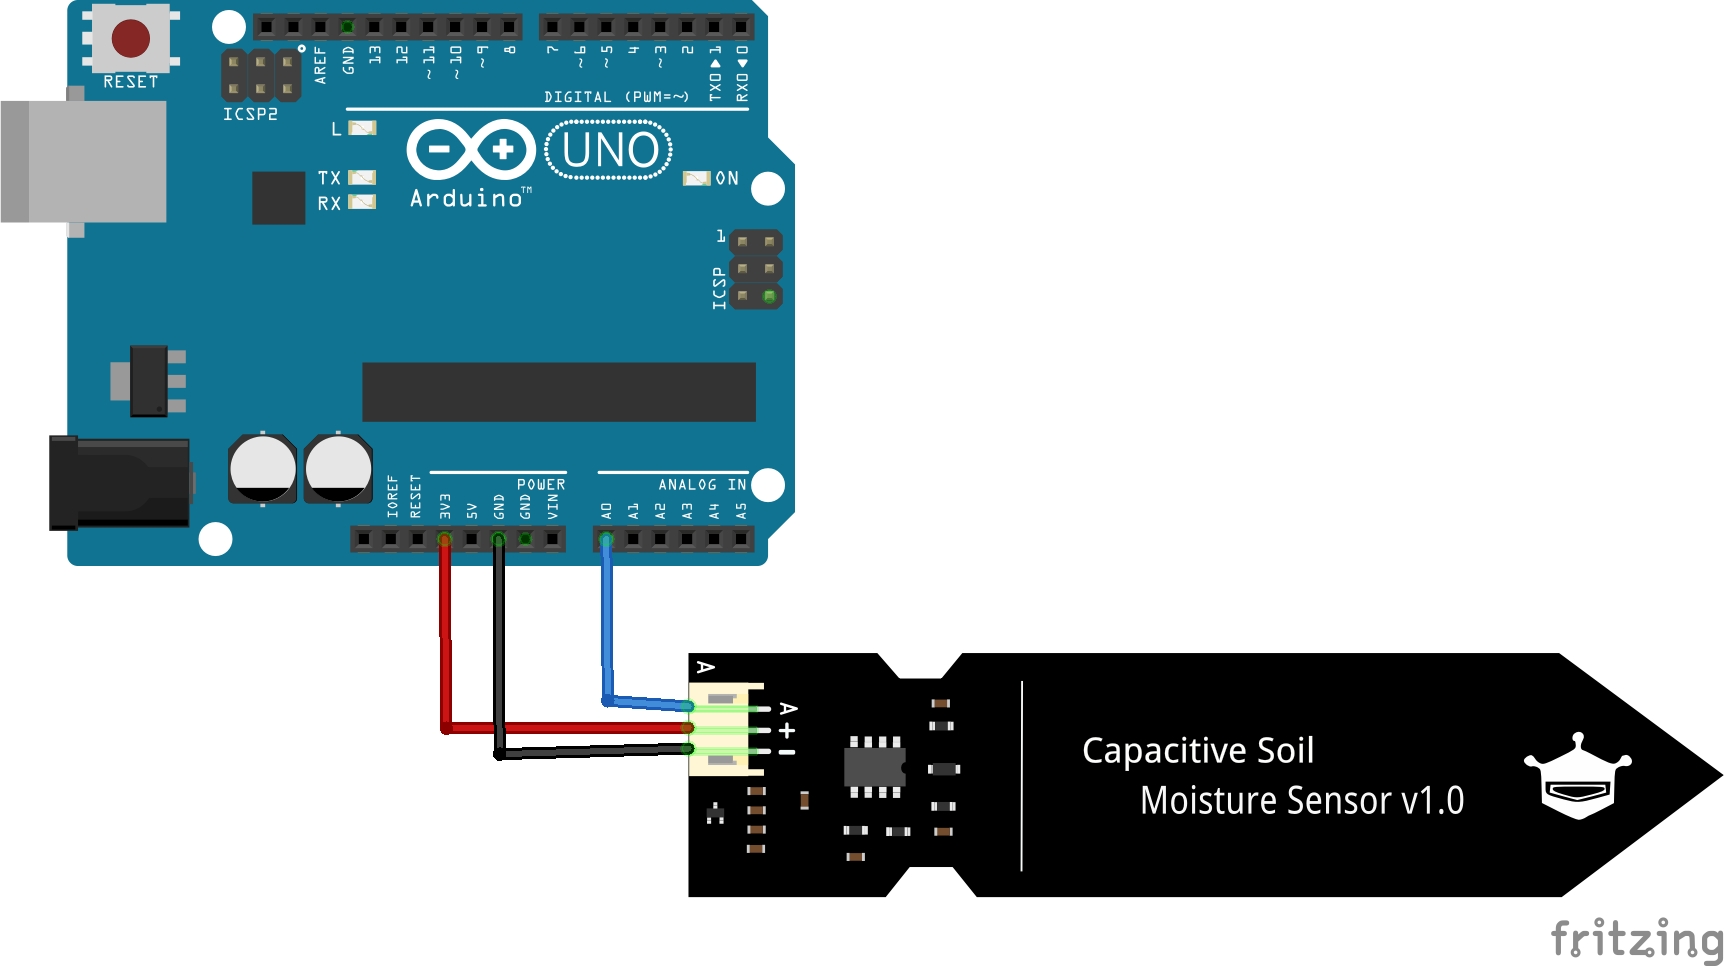 RESET
ICSP2
AREF
GND
13
12
~11
~10
~9
8
7
~6
~5
4
~3
2
TX0▶1
RX0◀0
DIGITAL (PWM=~)
L
TX
RX
Arduino™
UNO
ON
1
ICSP
POWER
ANALOG IN
IOREF
RESET
3V3
5V
GND
GND
VIN
A0
A1
A2
A3
A4
A5
A
A
+
-
Capacitive Soil
Moisture Sensor v1.0
fritzing